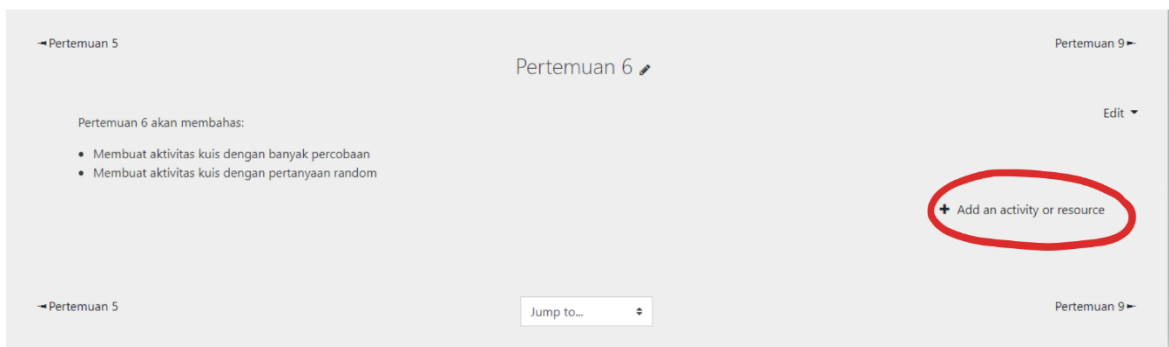 Pertemuan 5
Pertemuan 9
Pertemuan 6
Edit
Pertemuan 6 akan membahas:
Membuat aktivitas kuis dengan banyak percobaan
Membuat aktivitas kuis dengan pertanyaan random
Add an activity or resource
Pertemuan 5
Jump to...
Pertemuan 9